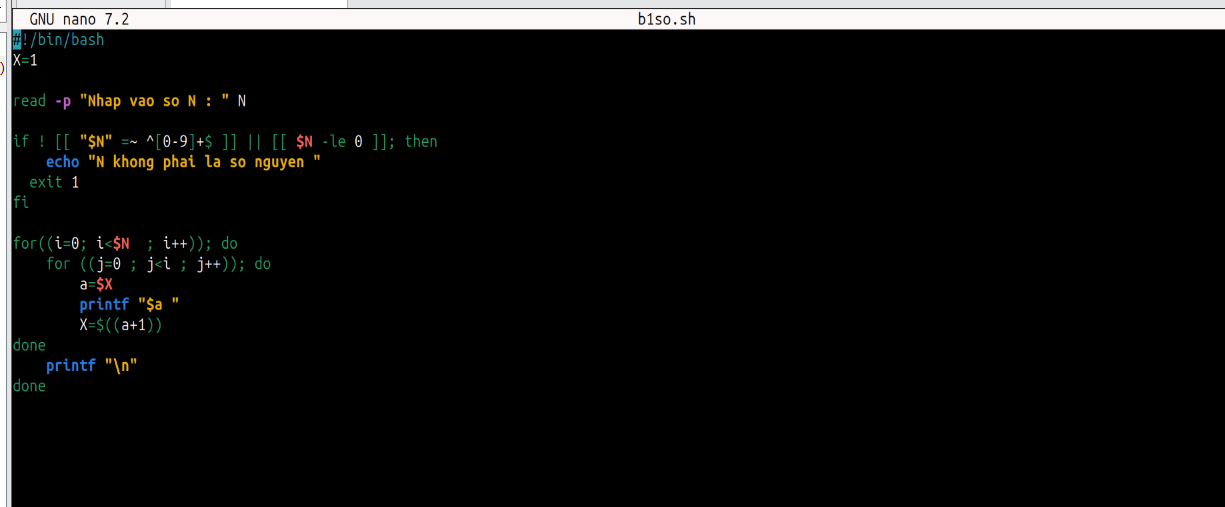 GNU nano 7.2 b1so.sh
#!/bin/bash
X=1
read -p "Nhap vao so N : " N
if ! [[ "$N" =~ ^[0-9]+$ ]] || [[ $N -le 0 ]]; then
echo "N khong phai la so nguyen "
exit 1
fi
for((i=0; i<$N  ; i++)); do
for ((j=0 ; j<i ; j++)); do
a=$X
printf "$a "
X=$((a+1))
done
printf "\n"
done